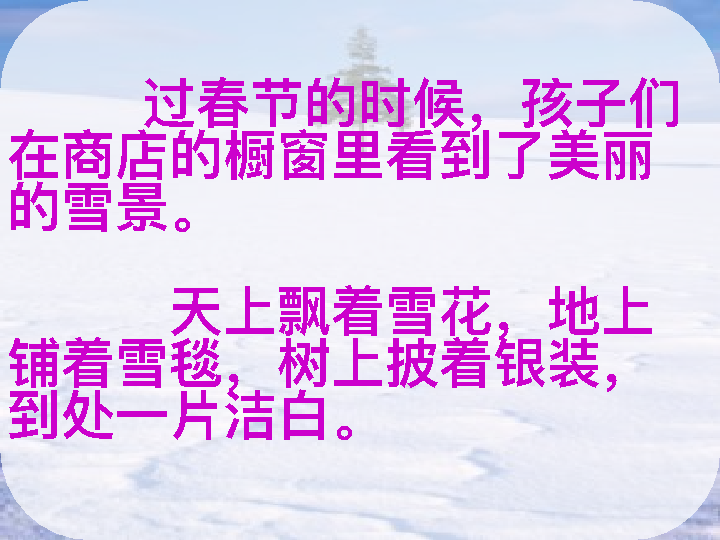 过春节的时候，孩子们
在商店的橱窗里看到了美丽
的雪景。
天上飘着雪花，地上
铺着雪毯，树上披着银装，
到处一片洁白。